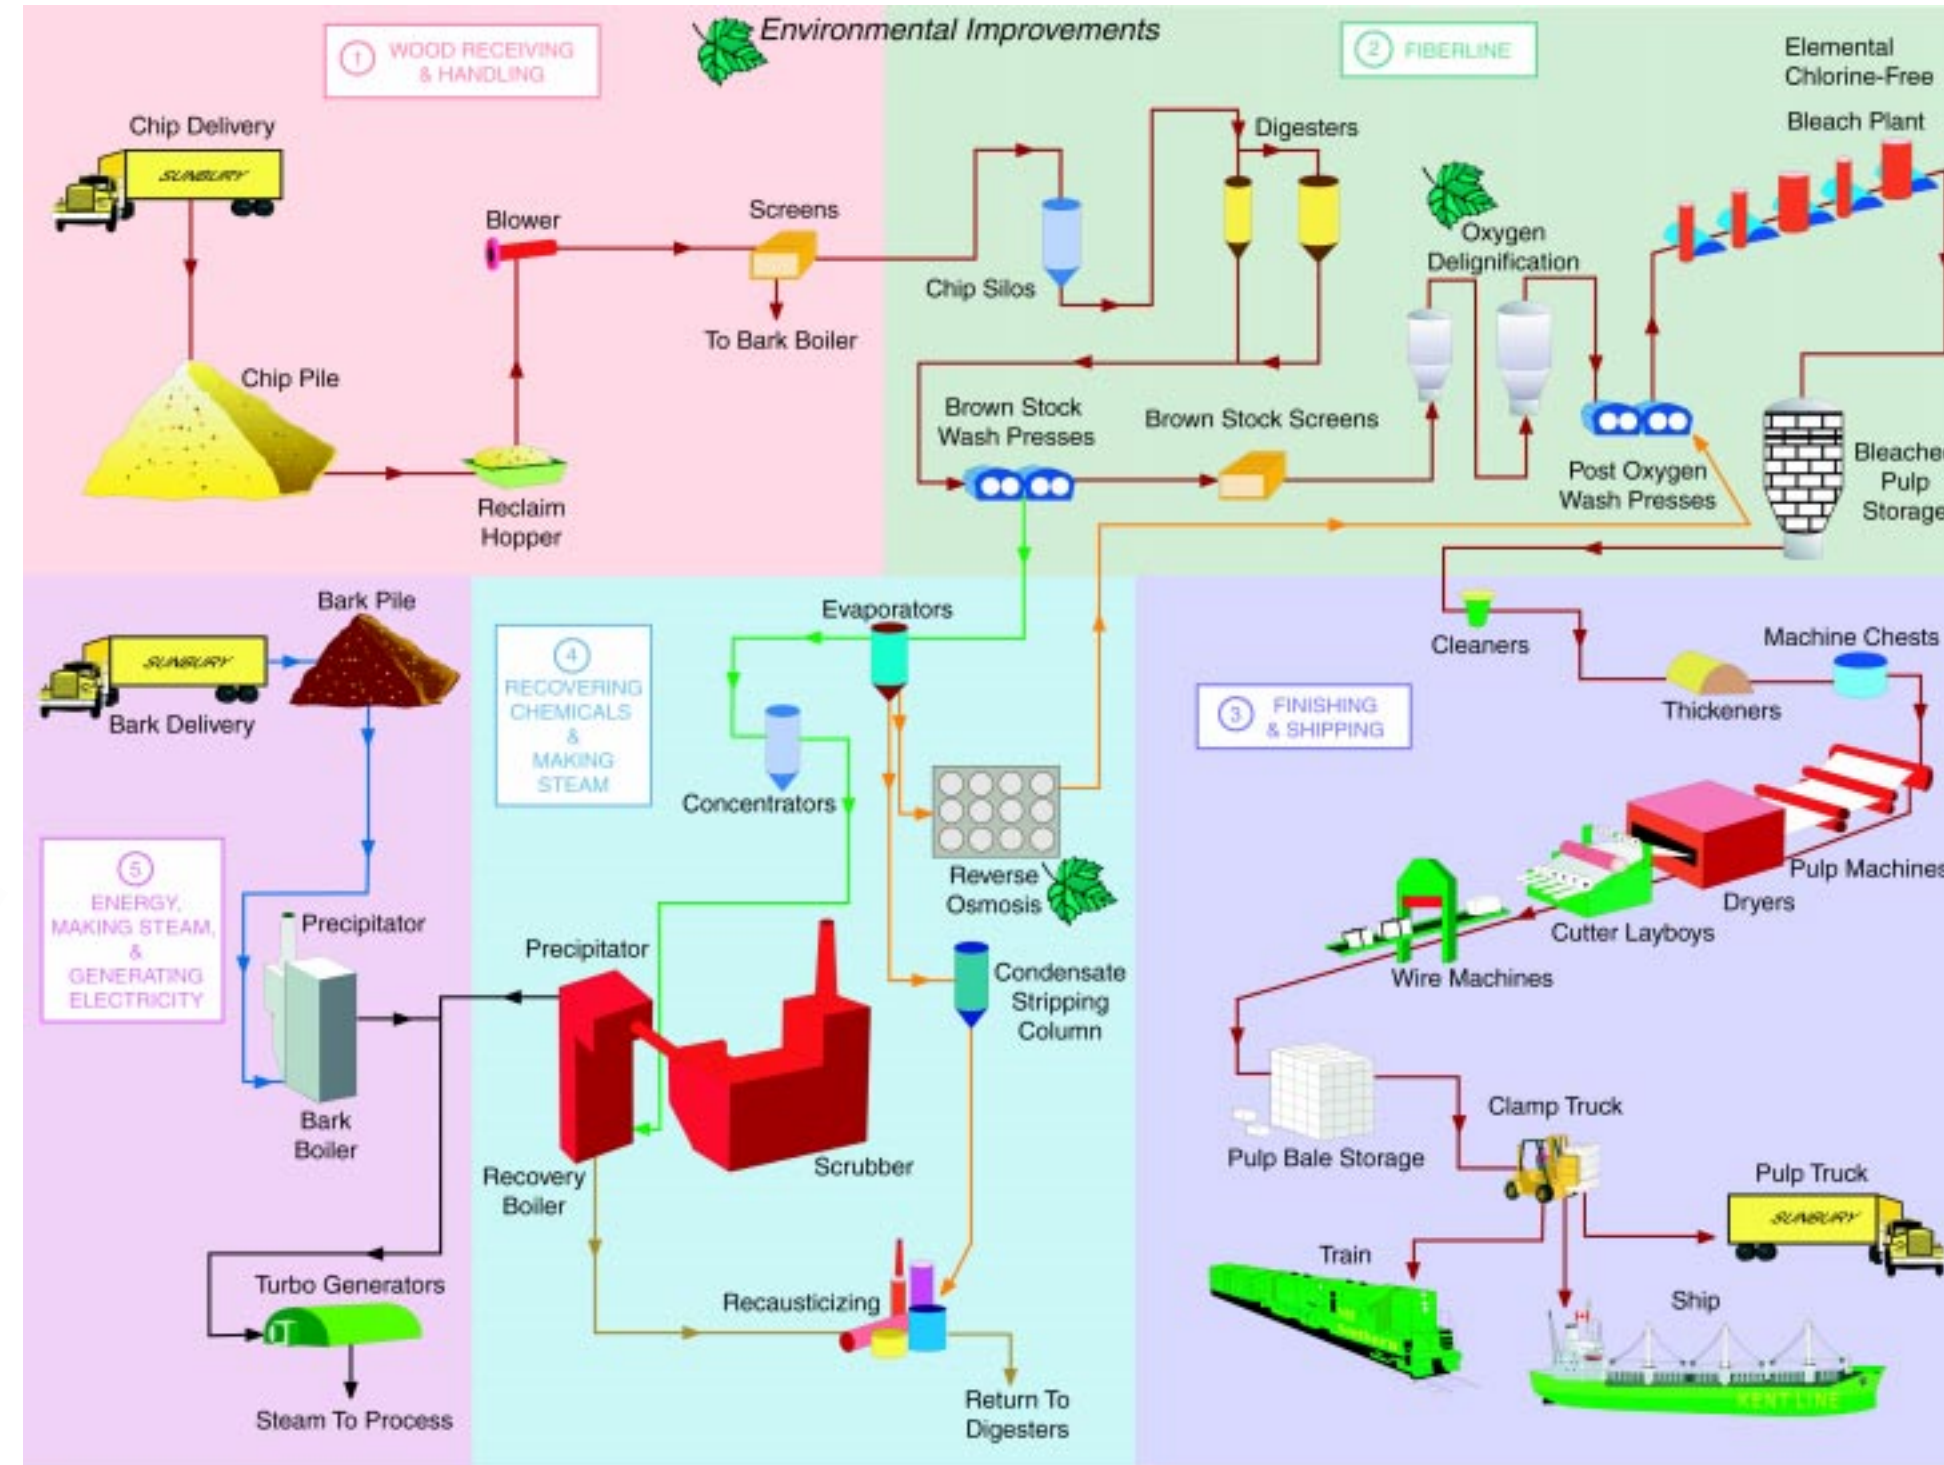 Environmental Improvements
1 WOOD RECEIVING
& HANDLING
Chip Delivery
SUNBURY
Chip Pile
Reclaim
Hopper
Blower
Screens
To Bark Boiler
2 FIBERLINE
Chip Silos
Digesters
Brown Stock
Wash Presses
Brown Stock Screens
Oxygen
Delignification
Post Oxygen
Wash Presses
Elemental
Chlorine-Free
Bleach Plant
Bleached
Pulp
Storage
3 FINISHING
& SHIPPING
Cleaners
Thickeners
Machine Chests
Pulp Machines
Dryers
Cutter Layboys
Wire Machines
Pulp Bale Storage
Clamp Truck
Pulp Truck
SUNBURY
Train
Ship
KENT LINE
4
RECOVERING
CHEMICALS
&
MAKING
STEAM
Evaporators
Concentrators
Reverse
Osmosis
Condensate
Stripping
Column
Precipitator
Recovery
Boiler
Scrubber
Recausticizing
Return To
Digesters
Bark Pile
SUNBURY
Bark Delivery
5
ENERGY,
MAKING STEAM,
&
GENERATING
ELECTRICITY
Precipitator
Bark
Boiler
Turbo Generators
Steam To Process